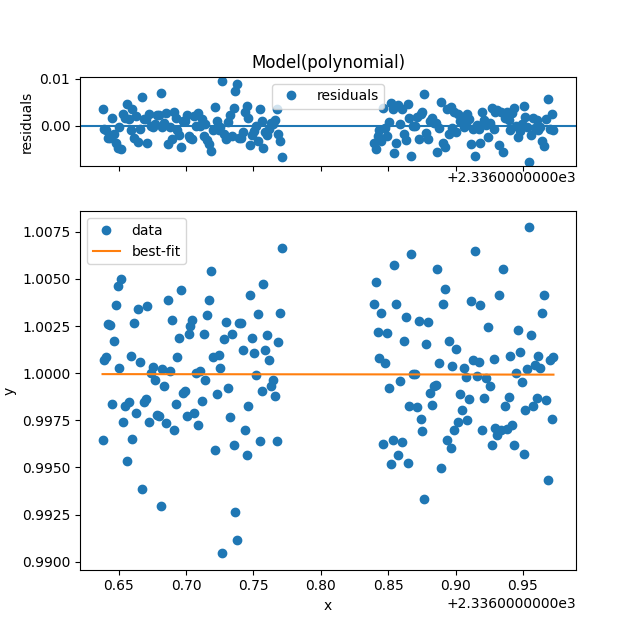 Model(polynomial)
0.01
0.00
residuals
residuals
+2.3360000000e3
1.0075
1.0050
1.0025
1.0000
0.9975
0.9950
0.9925
0.9900
y
data
best-fit
0.65 0.70 0.75 0.80 0.85 0.90 0.95
x
+2.3360000000e3